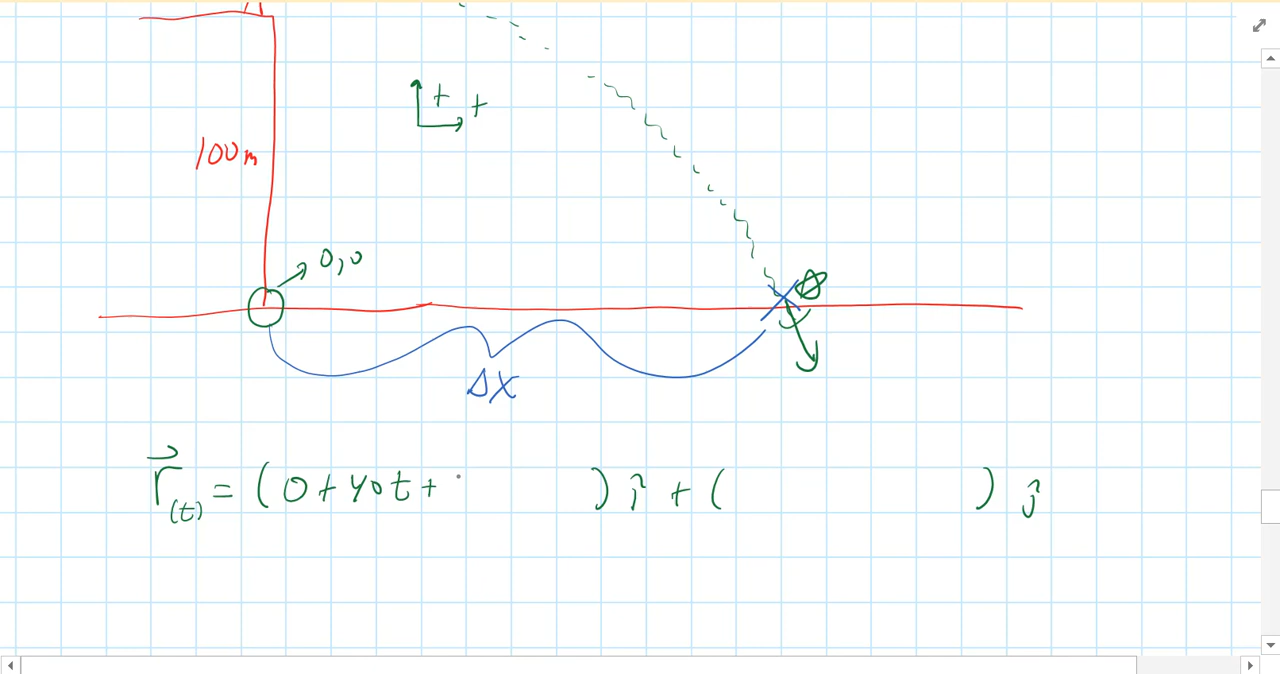 + +
100m
0,0
θ
Δx
r⃗(t) = (0+40t+ ) î + ( ) ĵ